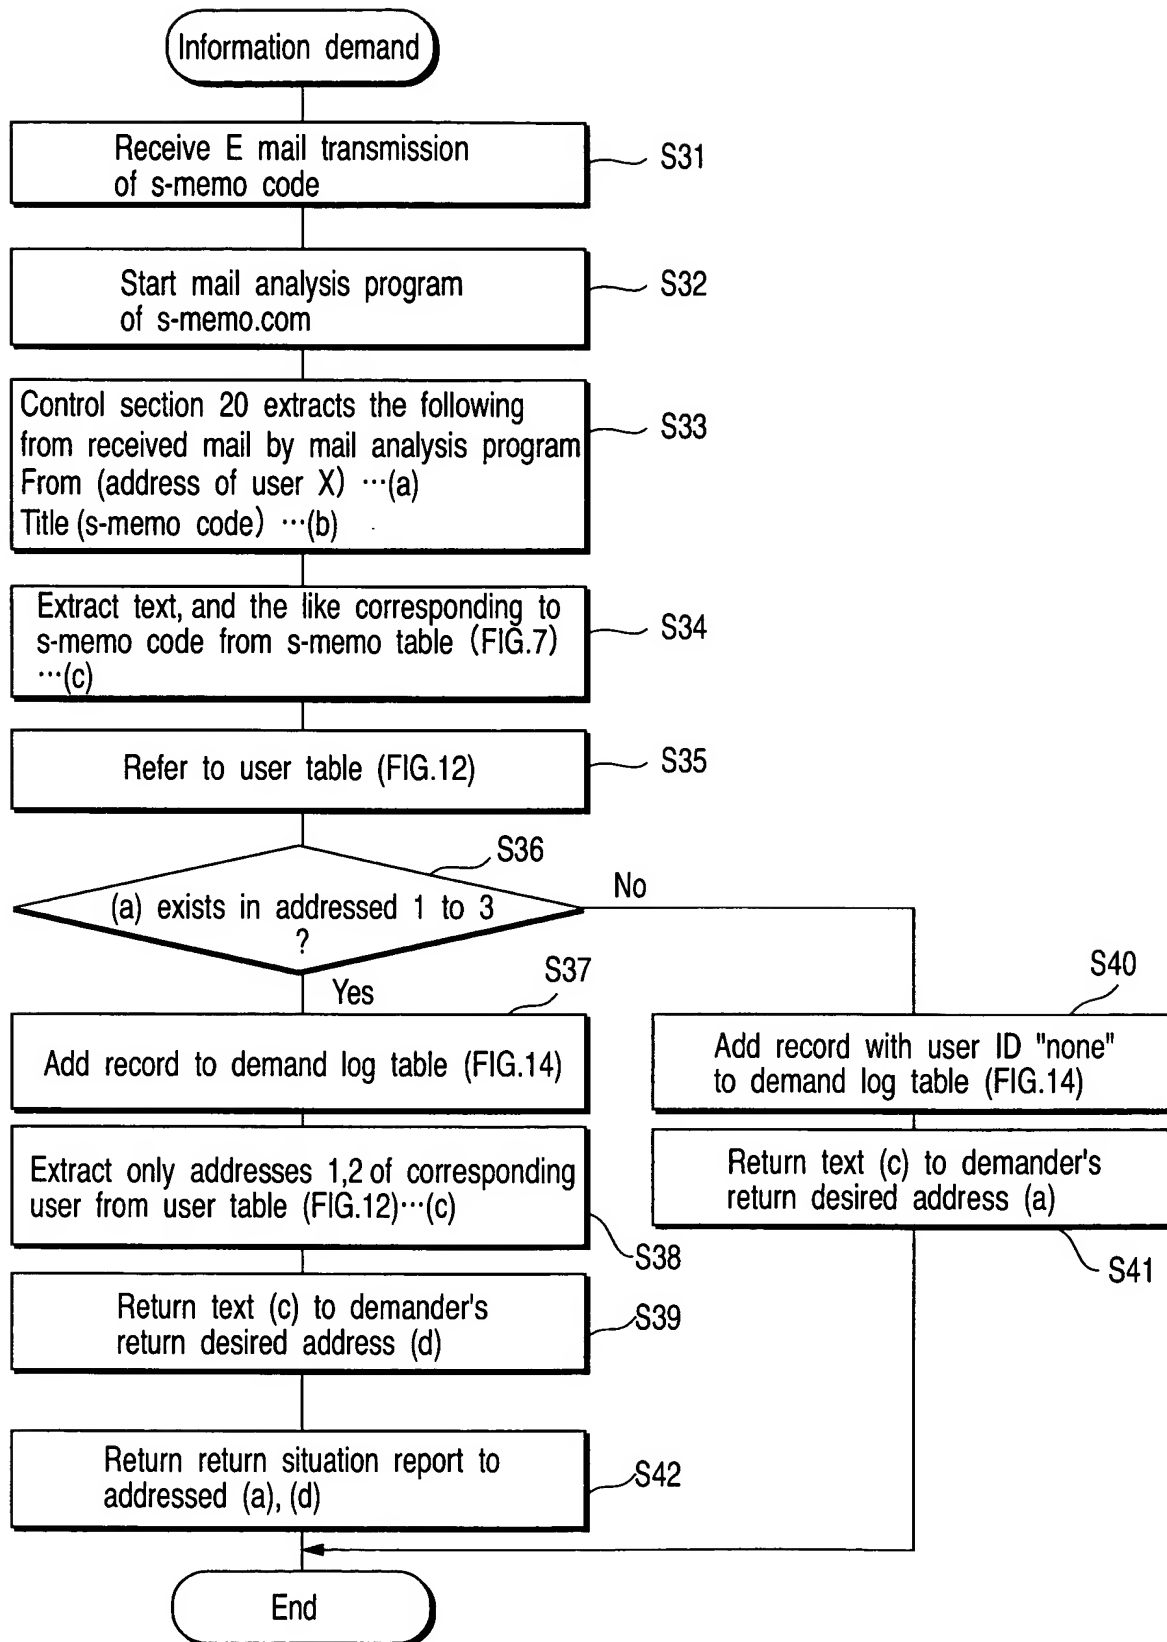 Information demand
Receive E mail transmission
of s-memo code
S31
Start mail analysis program
of s-memo.com
S32
Control section 20 extracts the following
from received mail by mail analysis program
From (address of user X) ···(a)
Title (s-memo code) ···(b)
S33
Extract text, and the like corresponding to
s-memo code from s-memo table (FIG.7)
···(c)
S34
Refer to user table (FIG.12)
S35
S36
(a) exists in addressed 1 to 3
?
No
Yes
S37
Add record to demand log table (FIG.14)
S40
Add record with user ID "none"
to demand log table (FIG.14)
Extract only addresses 1,2 of corresponding
user from user table (FIG.12)···(c)
S38
Return text (c) to demander's
return desired address (a)
S41
Return text (c) to demander's
return desired address (d)
S39
Return return situation report to
addressed (a), (d)
S42
End